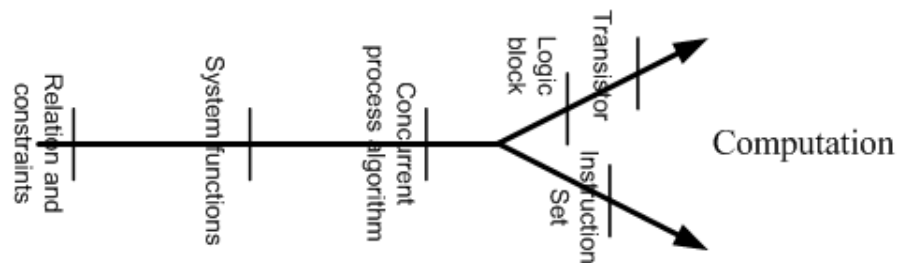 Relation and
constraints
System functions
Concurrent
process algorithm
Logic
block
Transistor
Instruction
Set
Computation